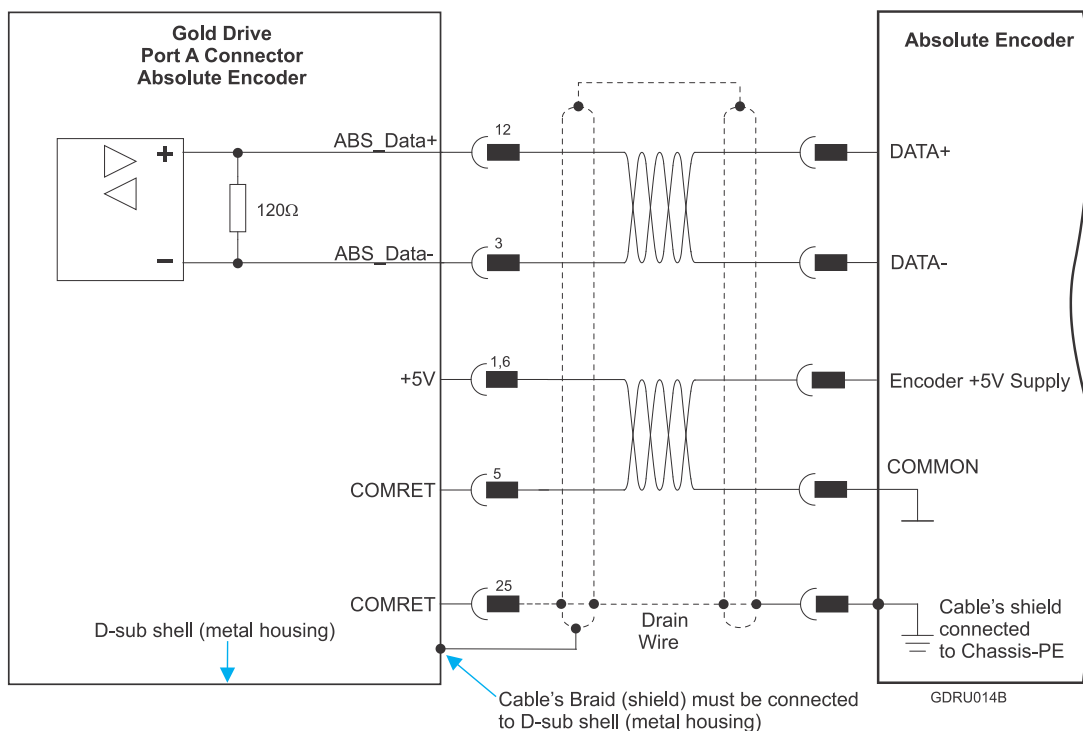 Gold Drive
Port A Connector
Absolute Encoder
Absolute Encoder
ABS_Data+
12
DATA+
+
120Ω
-
ABS_Data-
3
DATA-
+5V
1,6
Encoder +5V Supply
COMRET
5
COMMON
COMRET
25
Drain
Wire
Cable's shield
connected
to Chassis-PE
D-sub shell (metal housing)
Cable's Braid (shield) must be connected
to D-sub shell (metal housing)
GDRU014B